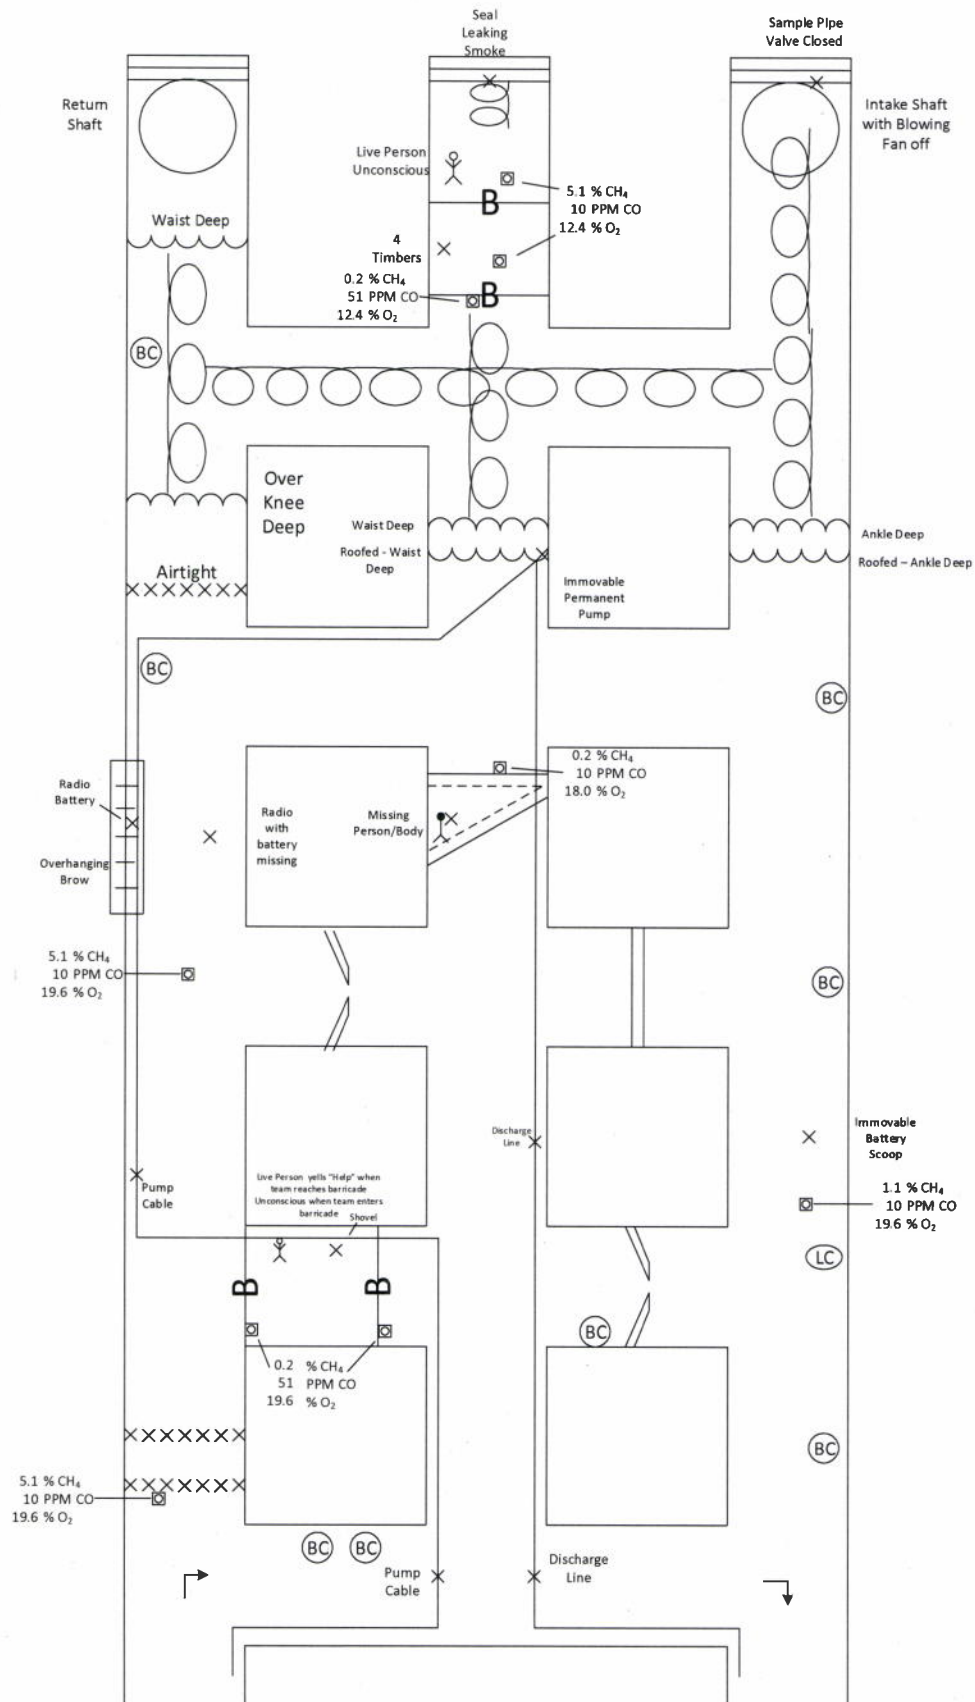 Seal
Leaking
Smoke
Sample Pipe
Valve Closed
Return
Shaft
Intake Shaft
with Blowing
Fan off
Live Person
Unconscious
5.1 % CH₄
10 PPM CO
12.4 % O₂
B
Waist Deep
4
Timbers
0.2 % CH₄
51 PPM CO
12.4 % O₂
B
BC
Over
Knee
Deep
Waist Deep
Roofed - Waist
Deep
Ankle Deep
Roofed – Ankle Deep
Airtight
Immovable
Permanent
Pump
BC
BC
0.2 % CH₄
10 PPM CO
18.0 % O₂
Radio
Battery
Radio
with
battery
missing
Missing
Person/Body
Overhanging
Brow
5.1 % CH₄
10 PPM CO
19.6 % O₂
BC
Discharge
Line
Immovable
Battery
Scoop
Pump
Cable
Live Person yells "Help" when
team reaches barricade
Unconscious when team enters
barricade
Shovel
1.1 % CH₄
10 PPM CO
19.6 % O₂
LC
B
B
BC
0.2 % CH₄
51 PPM CO
19.6 % O₂
BC
5.1 % CH₄
10 PPM CO
19.6 % O₂
BC
BC
Pump
Cable
Discharge
Line